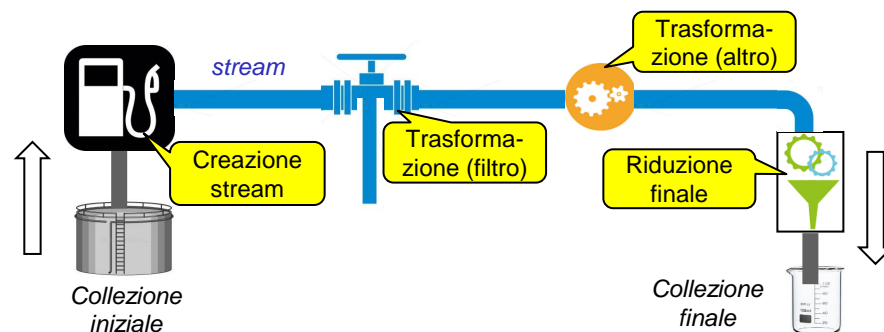 stream
Trasforma-
zione (altro)
Creazione
stream
Trasforma-
zione (filtro)
Riduzione
finale
Collezione
iniziale
Collezione
finale